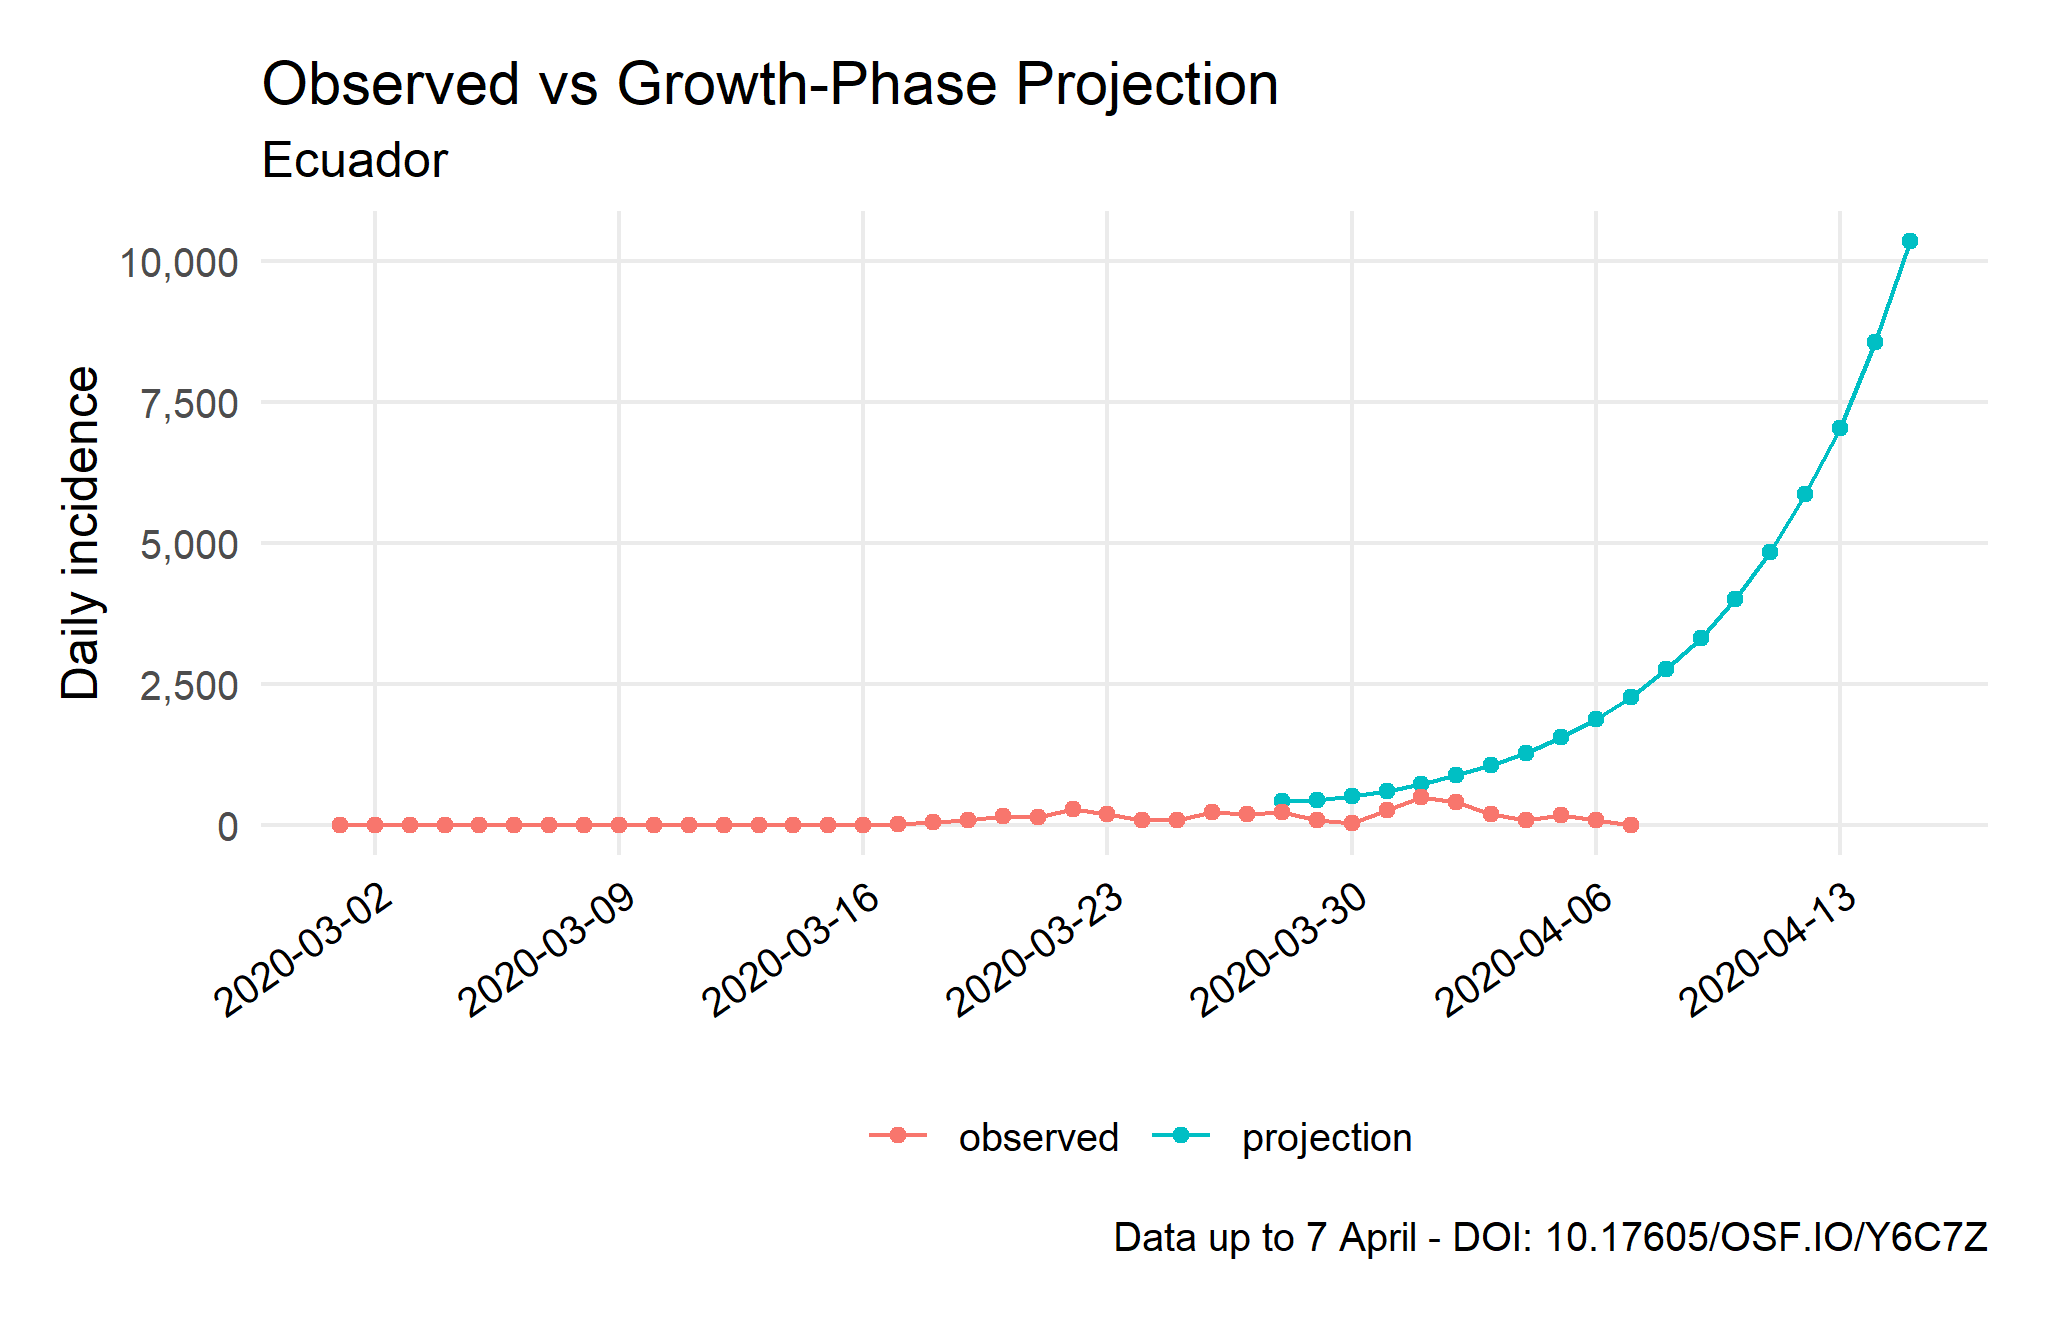 Observed vs Growth-Phase Projection
Ecuador
Daily incidence
10,000
7,500
5,000
2,500
0
2020-03-02
2020-03-09
2020-03-16
2020-03-23
2020-03-30
2020-04-06
2020-04-13
observed
projection
Data up to 7 April - DOI: 10.17605/OSF.IO/Y6C7Z